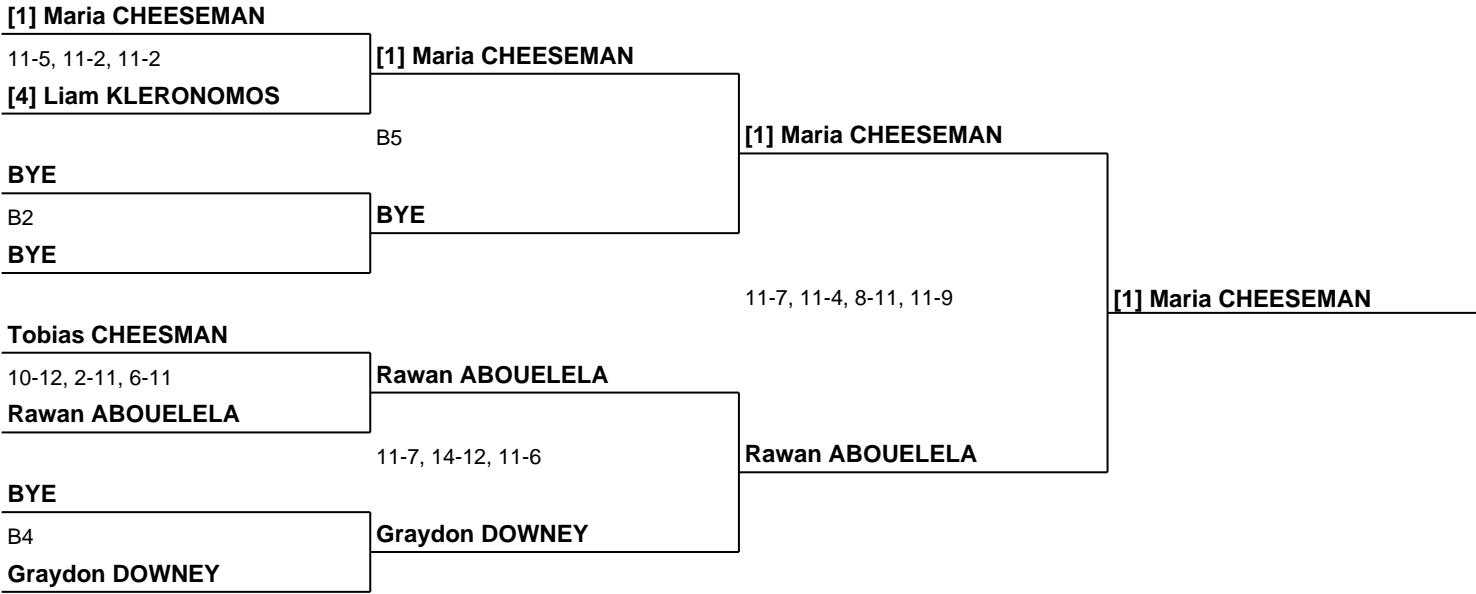 [1] Maria CHEESEMAN
11-5, 11-2, 11-2
[4] Liam KLERONOMOS
BYE
B2
BYE
Tobias CHEESMAN
10-12, 2-11, 6-11
Rawan ABOUELELA
BYE
B4
Graydon DOWNEY
[1] Maria CHEESEMAN
B5
BYE
Rawan ABOUELELA
11-7, 14-12, 11-6
Graydon DOWNEY
[1] Maria CHEESEMAN
11-7, 11-4, 8-11, 11-9
Rawan ABOUELELA
[1] Maria CHEESEMAN